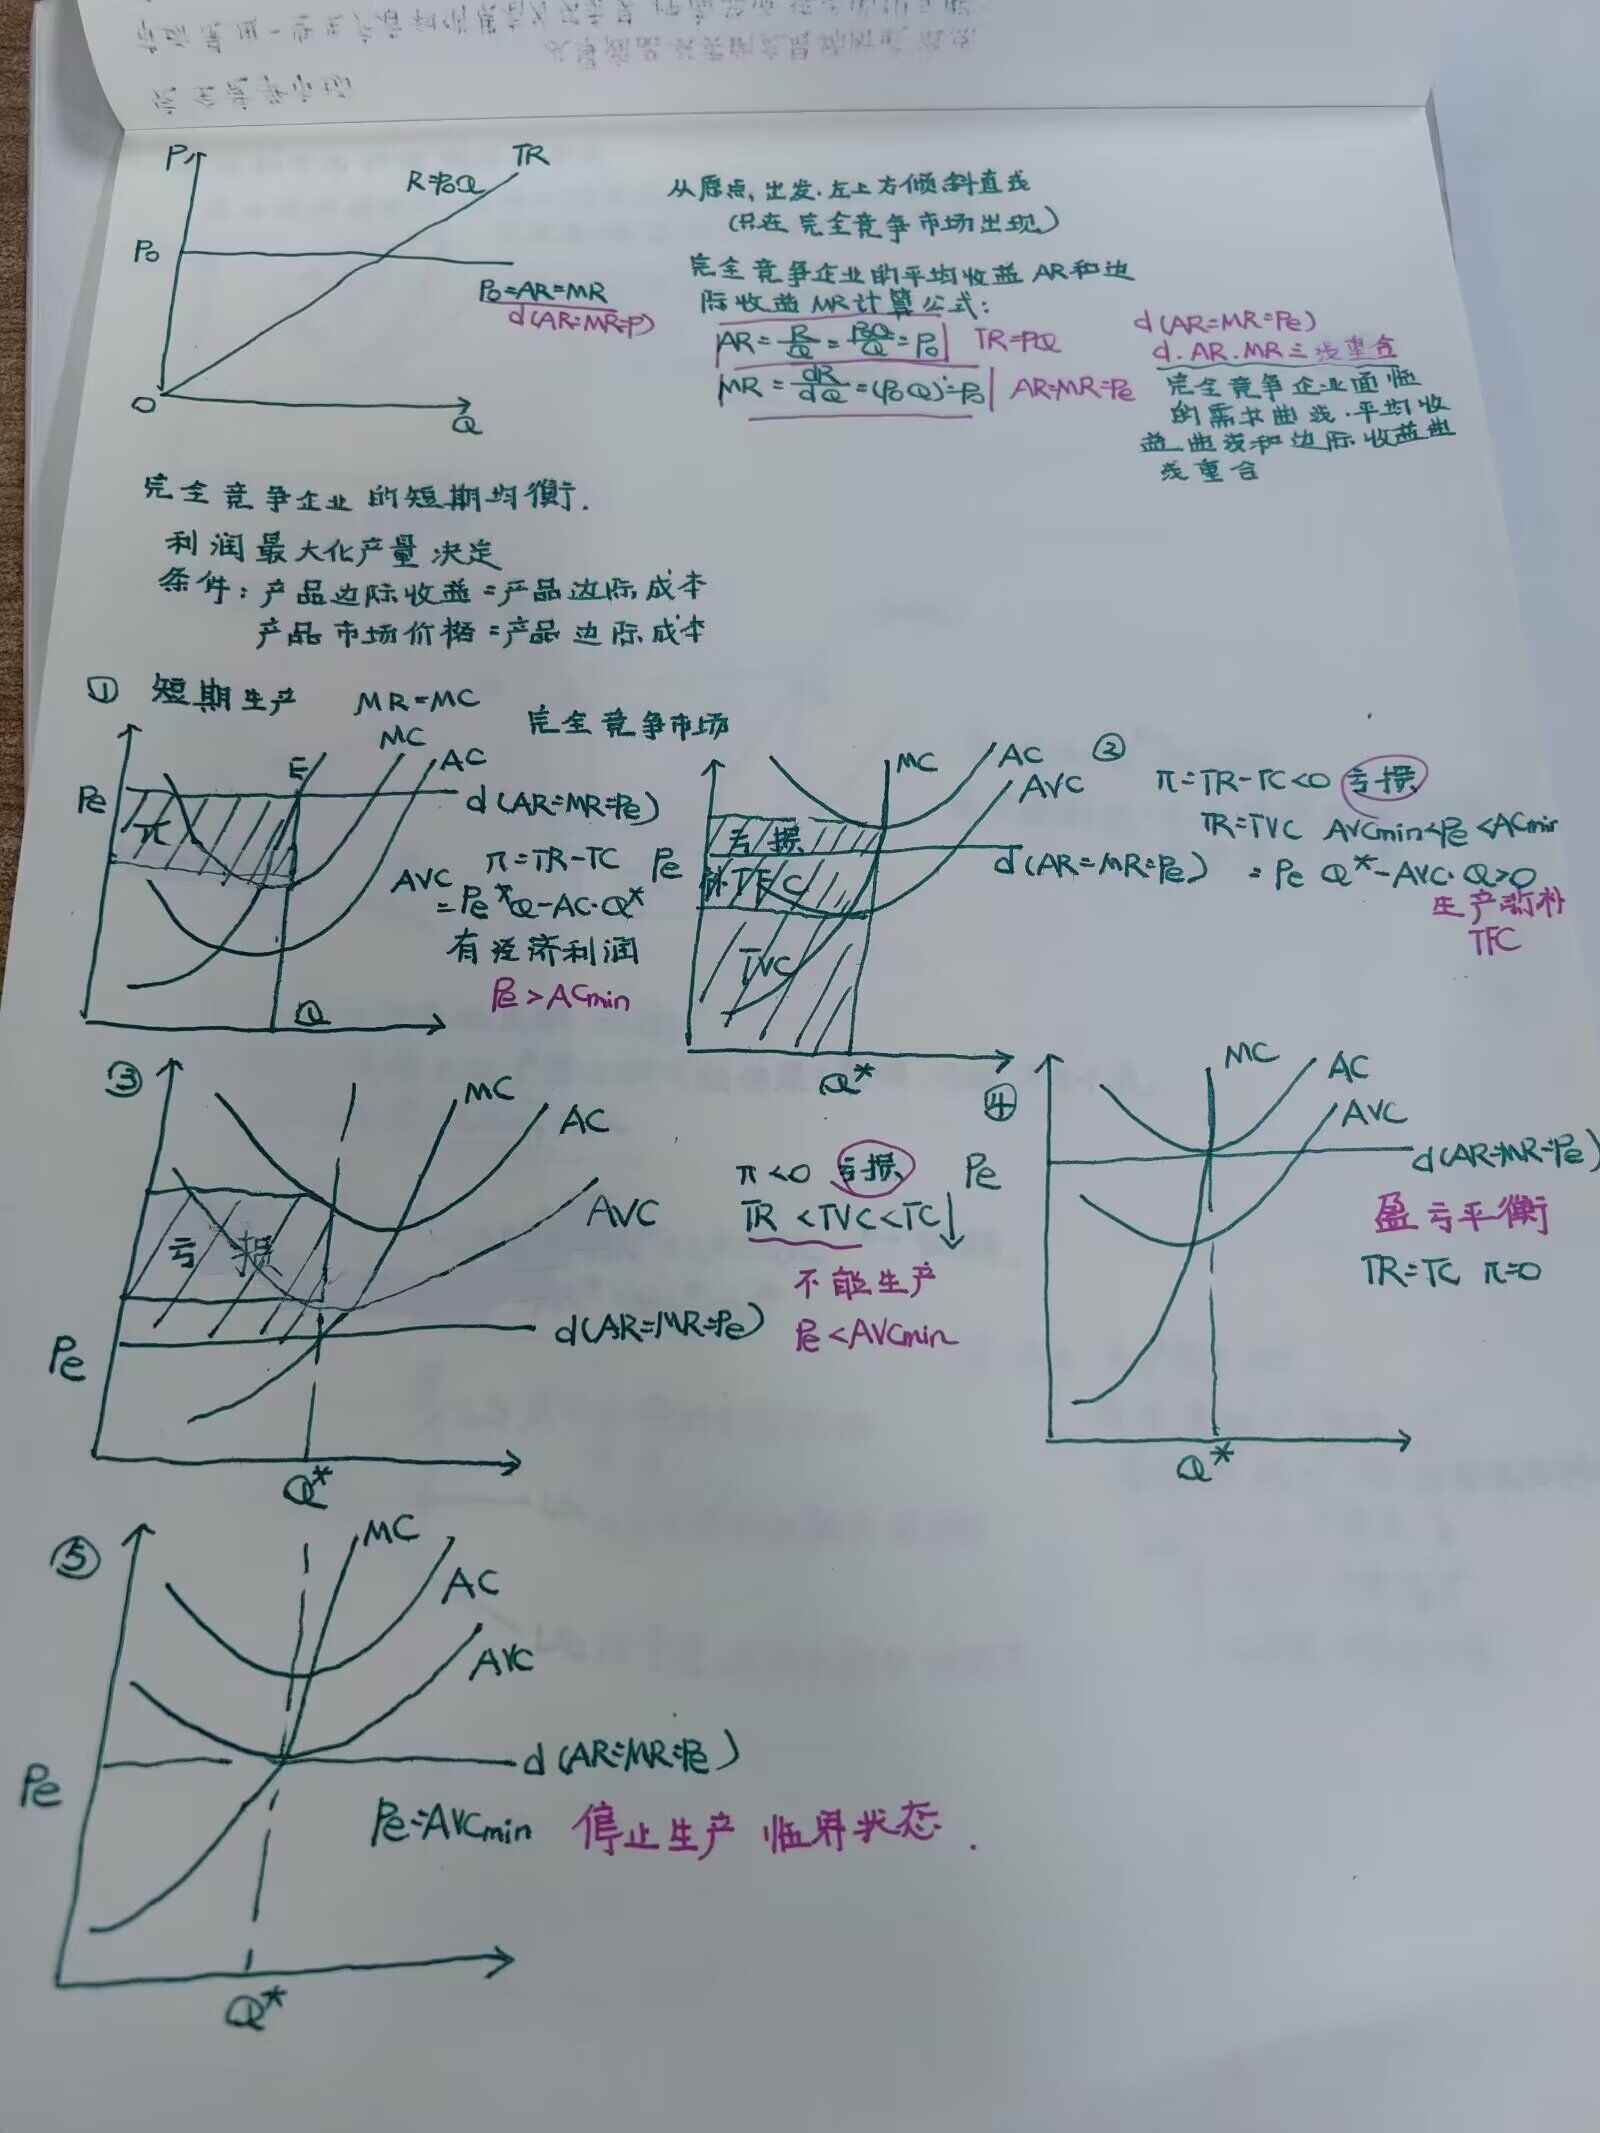 P
TR
R=P₀Q
P₀
P₀=AR=MR
d(AR=MR=P)
O
Q
从原点,出发.左上方倾斜直线
(只在完全竞争市场出现)
完全竞争企业的平均收益AR和边
际收益MR计算公式:
AR=R/Q=P₀Q/Q=P₀ TR=PQ
MR=dR/dQ=(P₀Q)'=P₀ AR=MR=Pe
d(AR=MR=Pe)
d.AR.MR三线重合
完全竞争企业面临
的需求曲线.平均收
益曲线和边际收益曲
线重合
完全竞争企业的短期均衡.
利润最大化产量决定
条件:产品边际收益=产品边际成本
产品市场价格=产品边际成本
① 短期生产 MR=MC
完全竞争市场
Pe
E
MC
AC
π
d(AR=MR=Pe)
AVC
π=TR-TC
=Pe*Q-AC·Q*
有经济利润
Pe>ACmin
Q
②
MC
AC
AVC
Pe
亏损
补TFC
TVC
d(AR=MR=Pe)
Q*
π=TR-TC<0 亏损
TR=TVC AVCmin<Pe<ACmin
=Pe Q*-AVC·Q>0
生产弥补
TFC
③
MC
AC
AVC
亏损
Pe
d(AR=MR=Pe)
Q*
π<0 亏损
TR<TVC<TC↓
不能生产
Pe<AVCmin
④
MC
AC
AVC
Pe
d(AR=MR=Pe)
盈亏平衡
TR=TC π=0
Q*
⑤
MC
AC
AVC
Pe
d(AR=MR=Pe)
Pe=AVCmin 停止生产 临界状态.
Q*